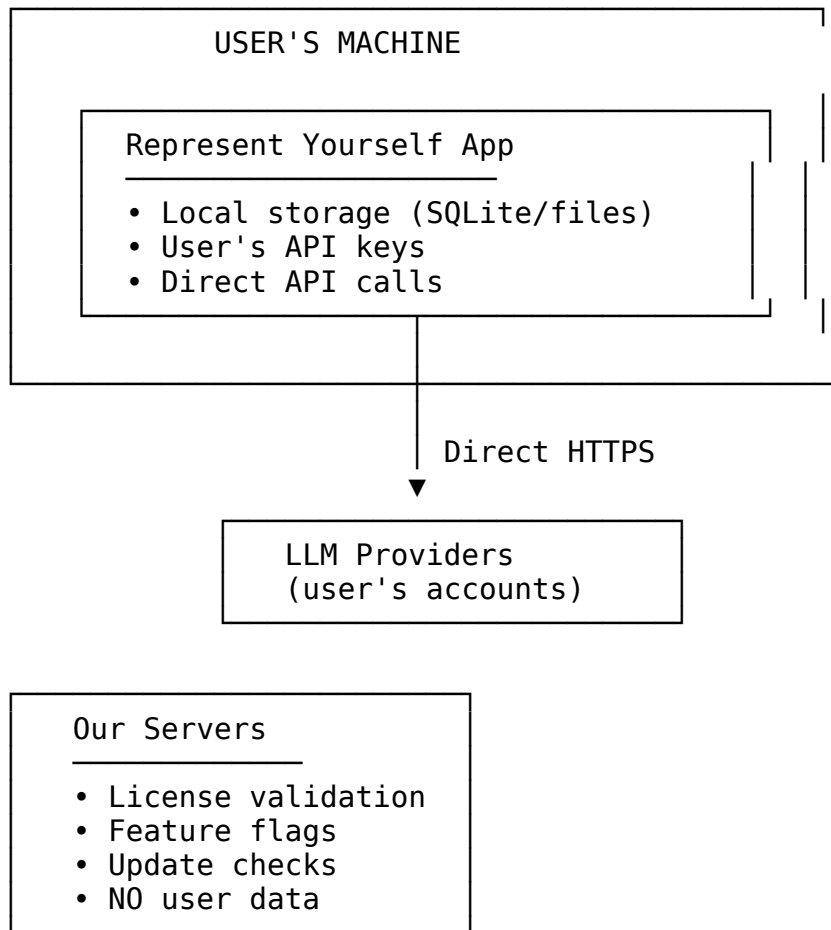 USER'S MACHINE
Represent Yourself App
• Local storage (SQLite/files)
• User's API keys
• Direct API calls
Direct HTTPS
LLM Providers
(user's accounts)
Our Servers
• License validation
• Feature flags
• Update checks
• NO user data